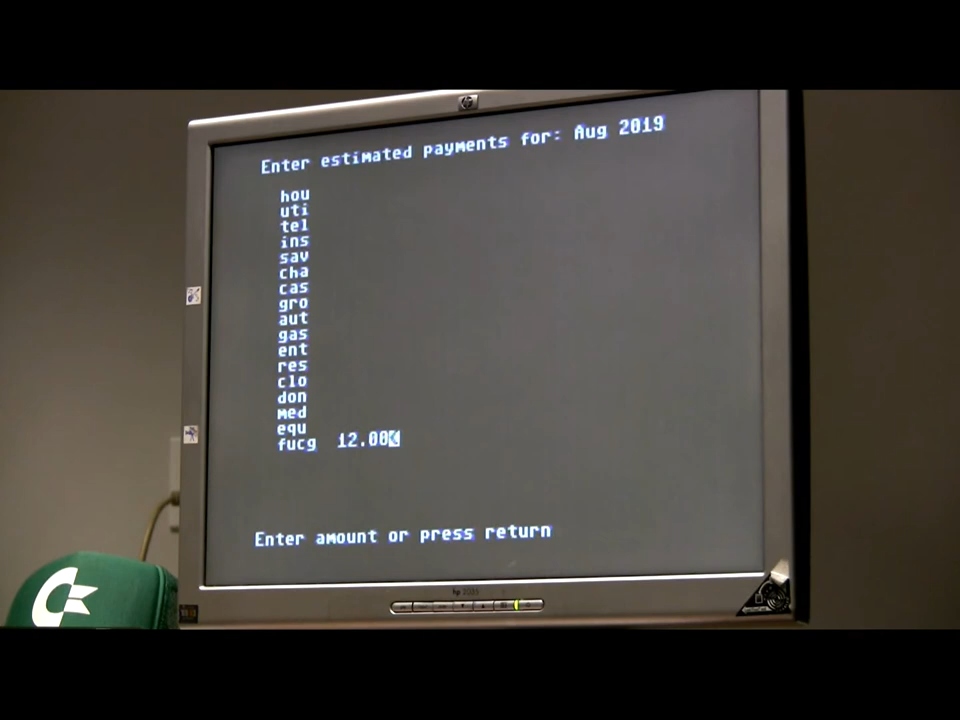 Enter estimated payments for: Aug 2019
hou
uti
tel
ins
sav
cha
cas
gro
aut
gas
ent
res
clo
don
med
equ
fucg 12.00
Enter amount or press return
hp